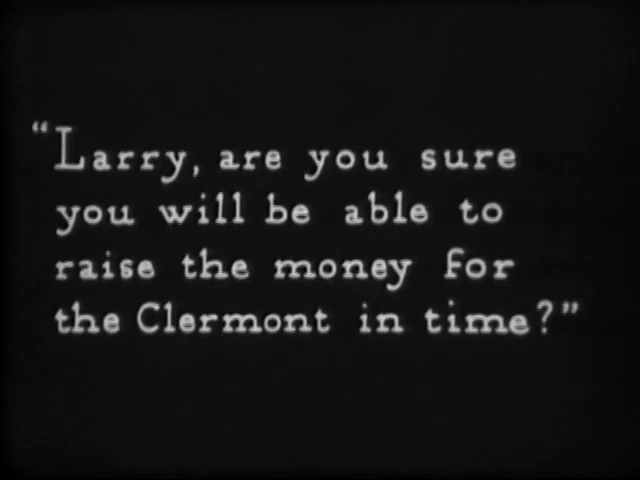 “Larry, are you sure
you will be able to
raise the money for
the Clermont in time?”